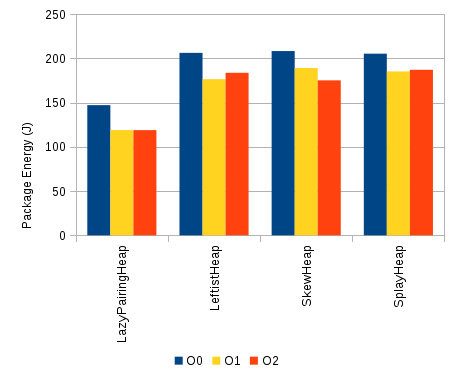 250
200
150
100
50
0
Package Energy (J)
LazyPairingHeap
LeftistHeap
SkewHeap
SplayHeap
O0 O1 O2